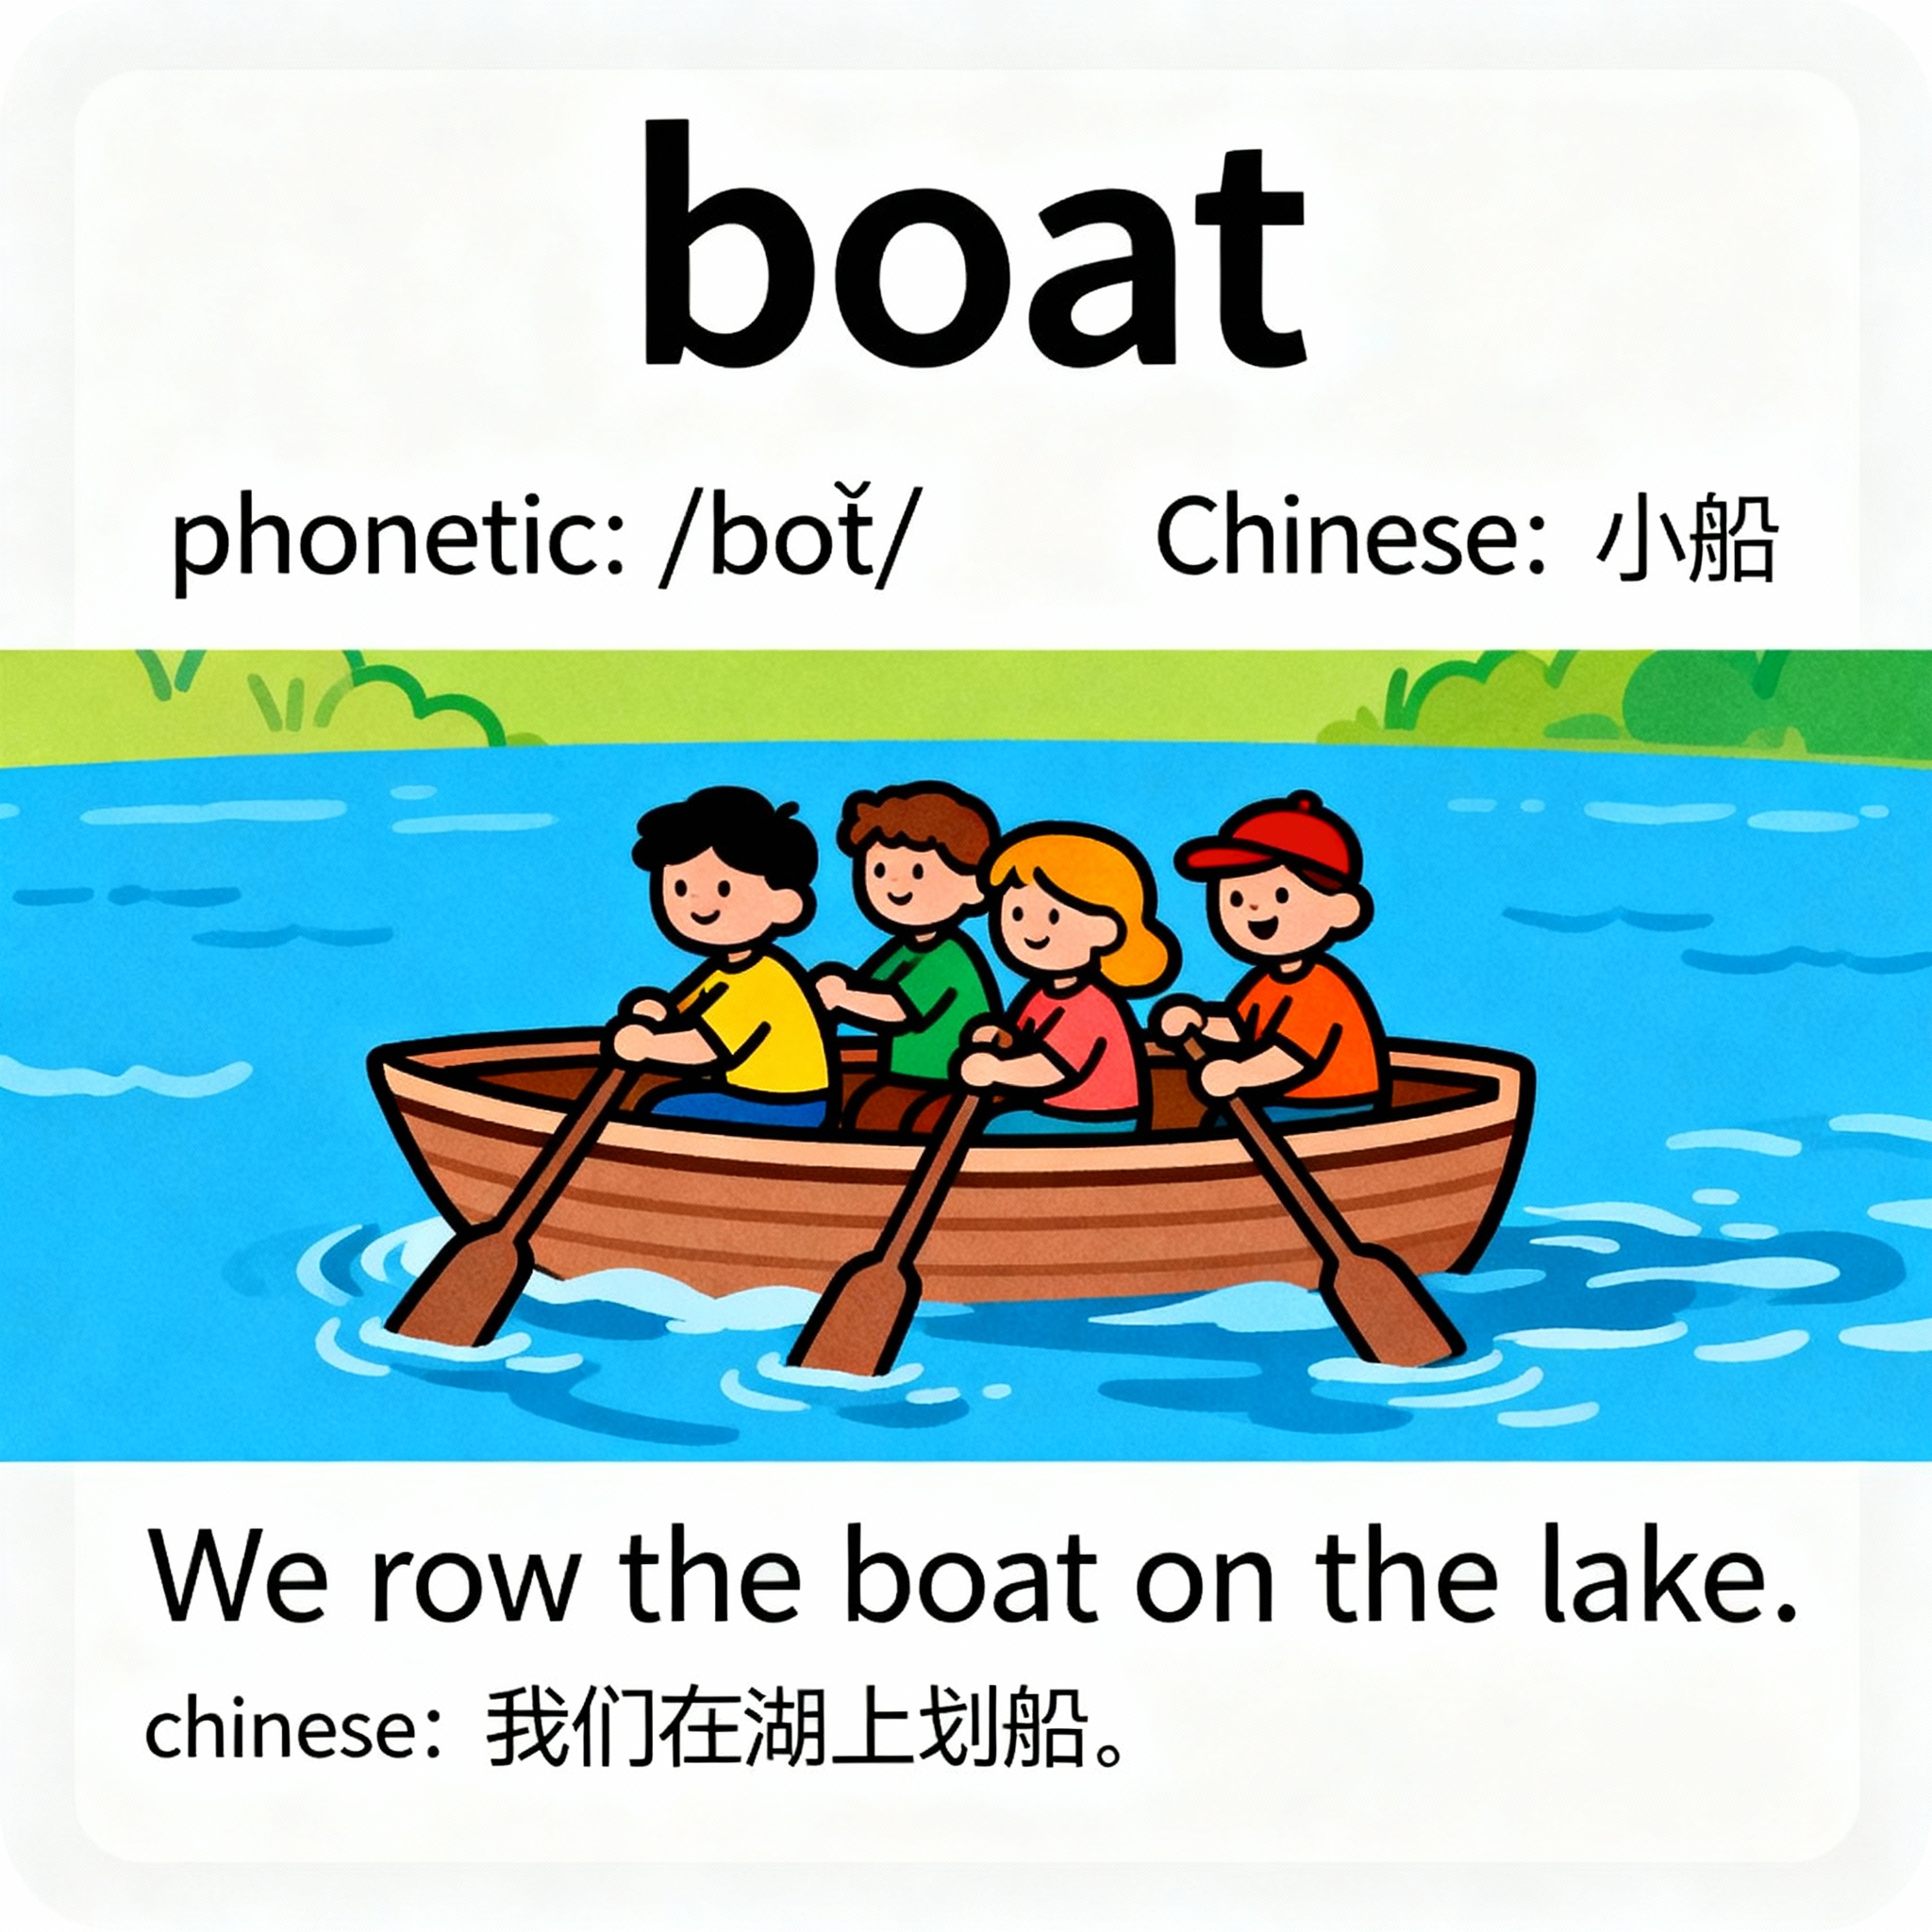 boat
phonetic: /bot̆/ Chinese: 小船
We row the boat on the lake.
chinese: 我们在湖上划船。